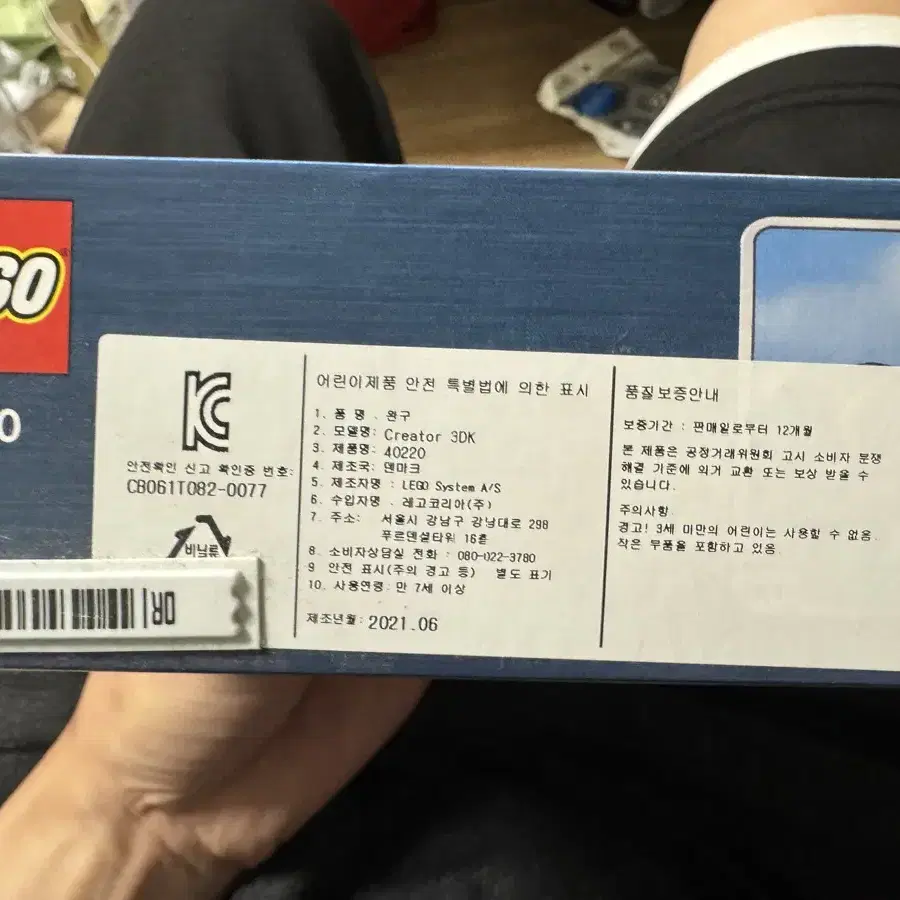 GO
0
KC
안전확인 신고 확인증 번호:
CB061T082-0077
비닐류
OR
어린이제품 안전 특별법에 의한 표시
1. 품 명 . 완구
2. 모델명: Creator 3DK
3. 제품명: 40220
4. 제조국: 덴마크
5. 제조자명 : LEGO System A/S
6. 수입자명 . 레고코리아(주)
7. 주소: 서울시 강남구 강남대로 298
푸르덴셜타워 16층
8. 소비자상담실 전화 : 080-022-3780
9 안전 표시(주의 경고 등) 별도 표기
10. 사용연령: 만 7세 이상
제조년월: 2021.06
품질보증안내
보증기간 : 판매일로부터 12개월
본 제품은 공정거래위원회 고시 소비자 분쟁
해결 기준에 의거 교환 또는 보상 받을 수
있습니다.
주의사항.
경고! 3세 미만의 어린이는 사용할 수 없음.
작은 부품을 포함하고 있음.